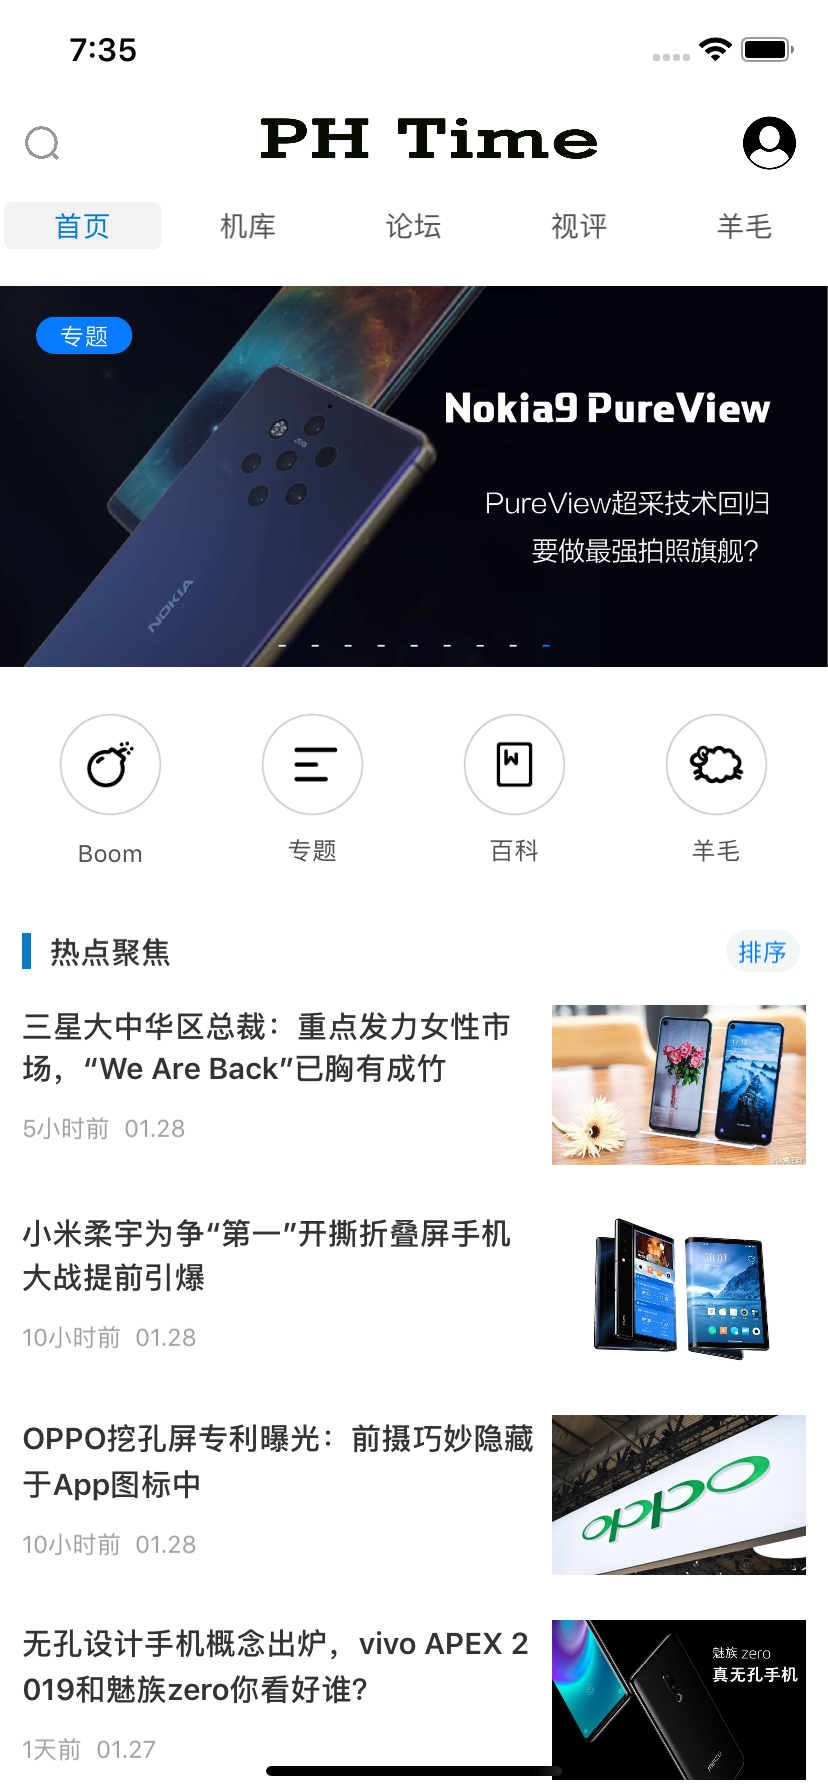 7:35
PH Time
首页
机库
论坛
视评
羊毛
专题
Nokia9 PureView
PureView超采技术回归
要做最强拍照旗舰?
ZEISS
NOKIA
Boom
专题
百科
羊毛
热点聚焦
排序
三星大中华区总裁：重点发力女性市
场，“We Are Back”已胸有成竹
5小时前 01.28
小米柔宇为争“第一”开撕折叠屏手机
大战提前引爆
10小时前 01.28
OPPO挖孔屏专利曝光：前摄巧妙隐藏
于App图标中
10小时前 01.28
oppo
无孔设计手机概念出炉，vivo APEX 2
019和魅族zero你看好谁?
1天前 01.27
魅族 zero
真无孔手机
MEIZU